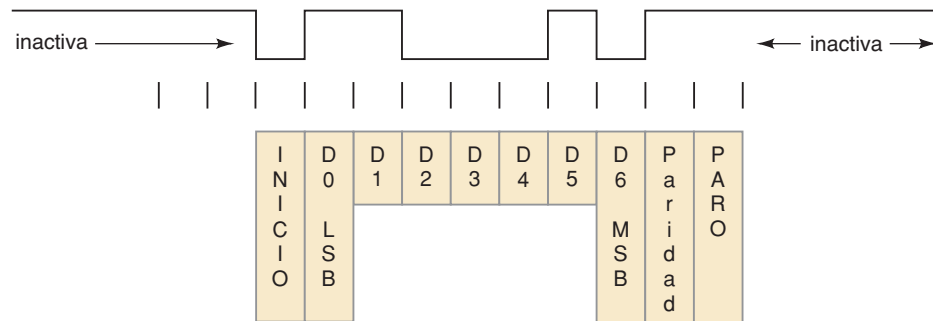 inactiva
inactiva
INICIO
D0 LSB
D1
D2
D3
D4
D5
D6 MSB
Paridad
PARO